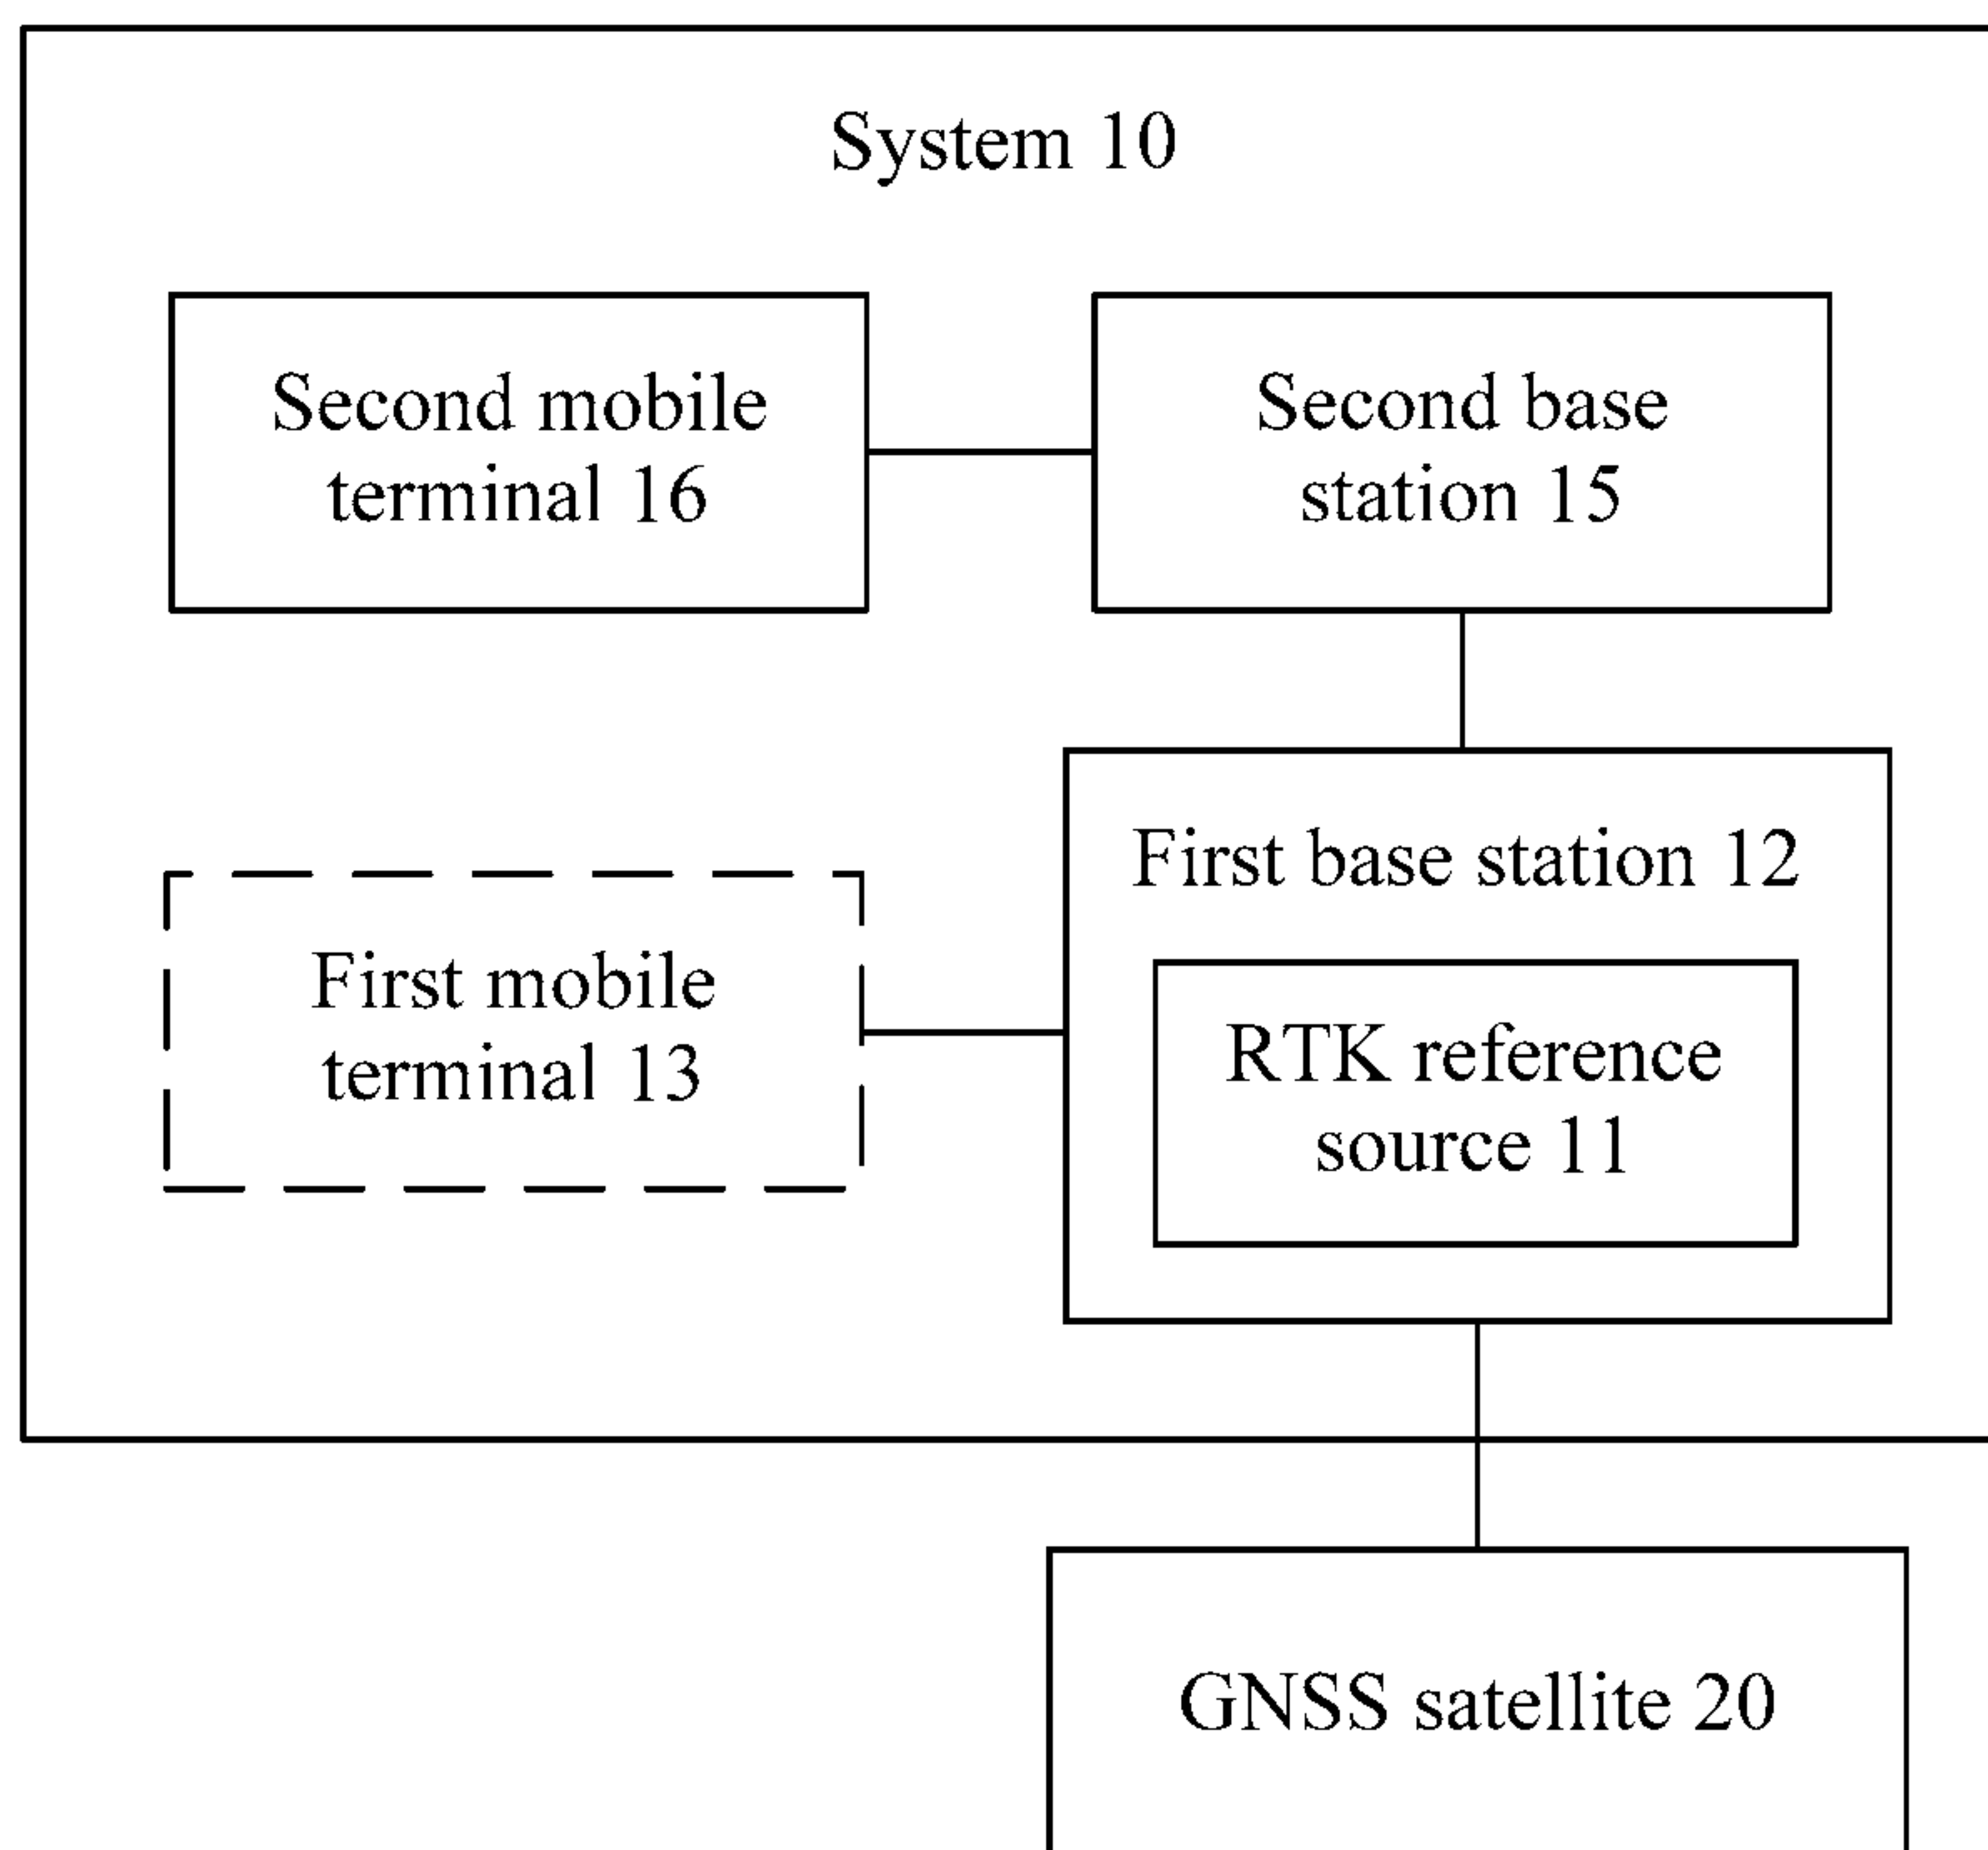 System 10
Second mobile
terminal 16
Second base
station 15
First base station 12
First mobile
terminal 13
RTK reference
source 11
GNSS satellite 20